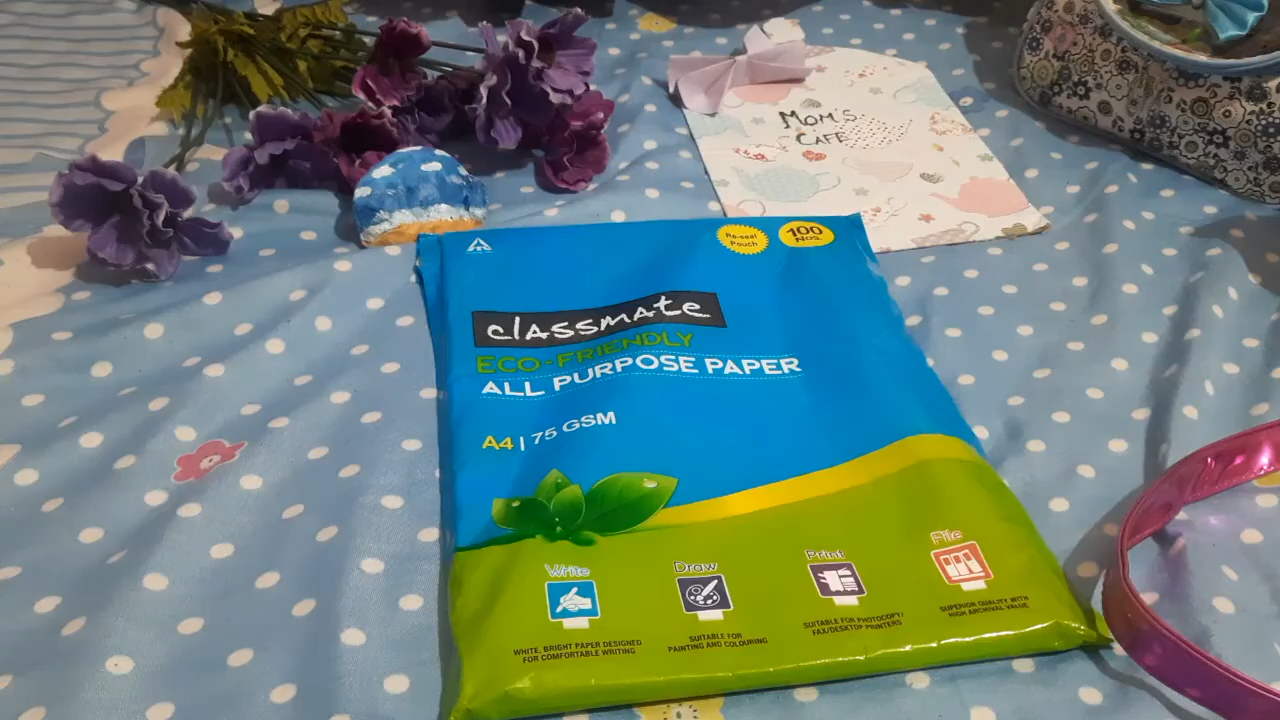 MOM'S
CAFE
ITC
Re-seal
Pouch
100
Nos.
classmate
ECO-FRIENDLY
ALL PURPOSE PAPER
A4 | 75 GSM
Write
Draw
Print
File
WHITE, BRIGHT PAPER DESIGNED
FOR COMFORTABLE WRITING
SUITABLE FOR
PAINTING AND COLOURING
SUITABLE FOR PHOTOCOPY/
FAX/DESKTOP PRINTERS
SUPERIOR QUALITY WITH
HIGH ARCHIVAL VALUE